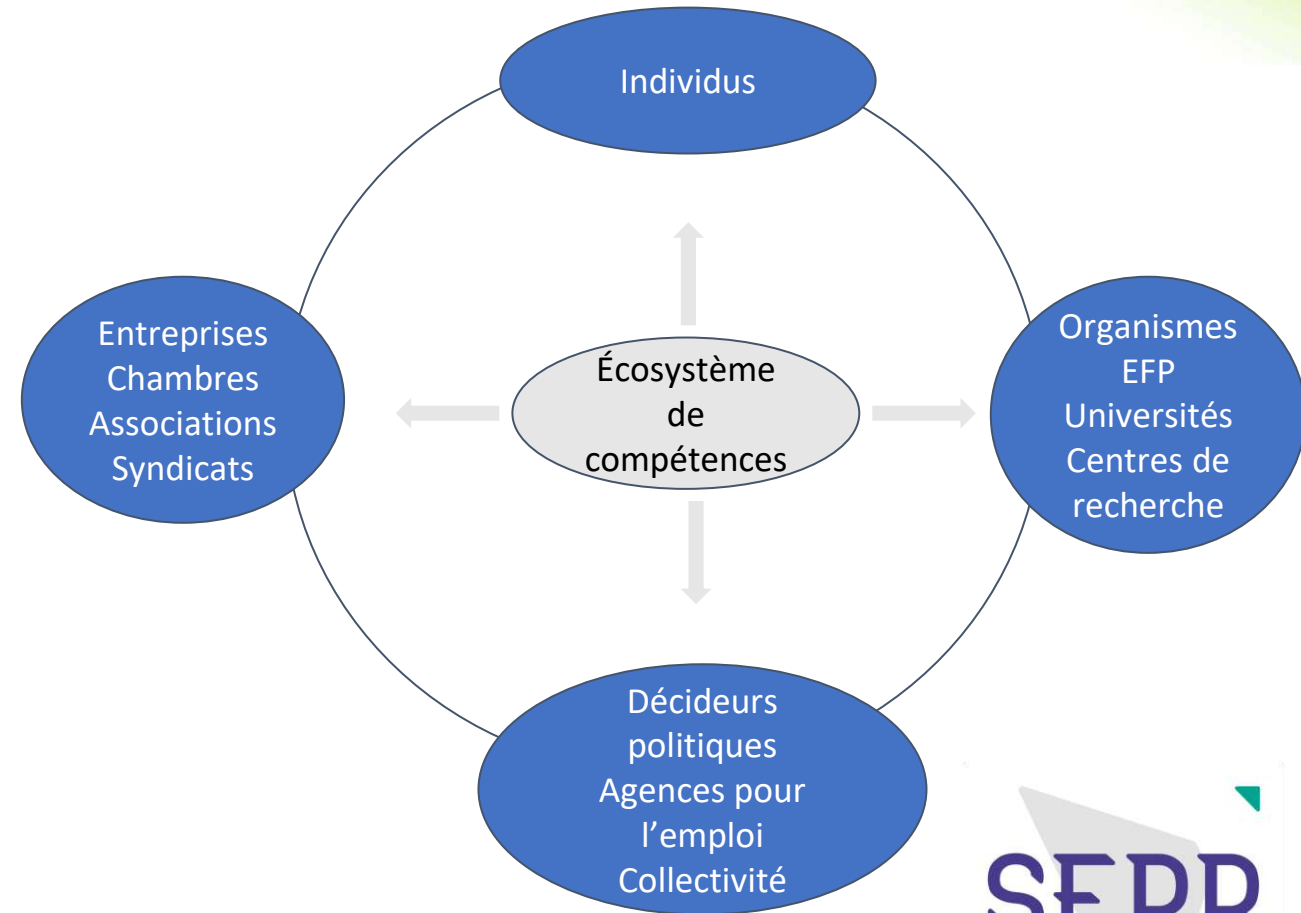 Individus
Entreprises
Chambres
Associations
Syndicats
Écosystème
de
compétences
Organismes
EFP
Universités
Centres de
recherche
Décideurs
politiques
Agences pour
l’emploi
Collectivité